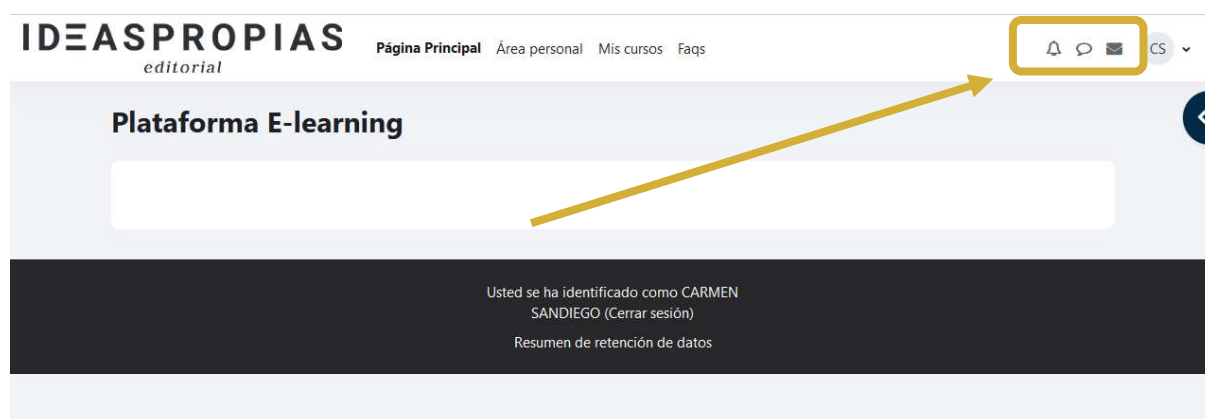 IDΞASPROPIAS
editorial
Página Principal Área personal Mis cursos Faqs
CS
Plataforma E-learning
Usted se ha identificado como CARMEN
SANDIEGO (Cerrar sesión)
Resumen de retención de datos